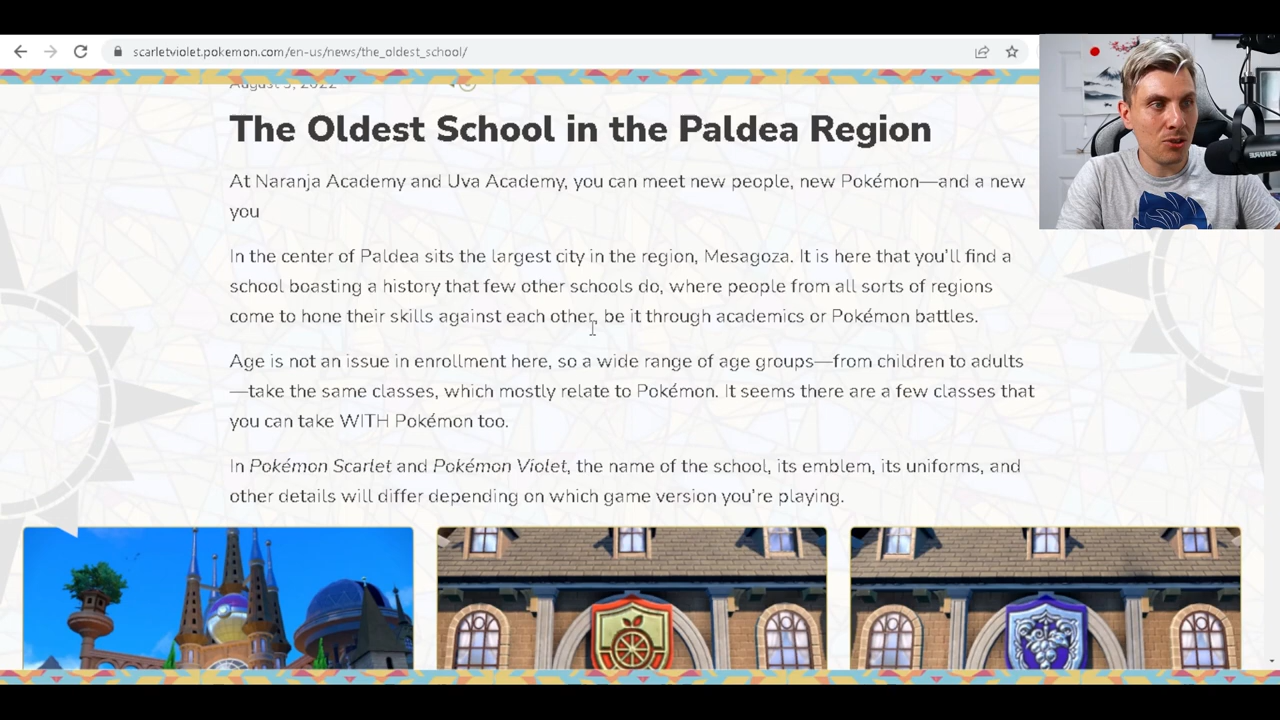 scarletviolet.pokemon.com/en-us/news/the_oldest_school/
The Oldest School in the Paldea Region
At Naranja Academy and Uva Academy, you can meet new people, new Pokémon—and a new
you
In the center of Paldea sits the largest city in the region, Mesagoza. It is here that you'll find a
school boasting a history that few other schools do, where people from all sorts of regions
come to hone their skills against each other, be it through academics or Pokémon battles.
Age is not an issue in enrollment here, so a wide range of age groups—from children to adults
—take the same classes, which mostly relate to Pokémon. It seems there are a few classes that
you can take WITH Pokémon too.
In Pokémon Scarlet and Pokémon Violet, the name of the school, its emblem, its uniforms, and
other details will differ depending on which game version you're playing.
SHURE